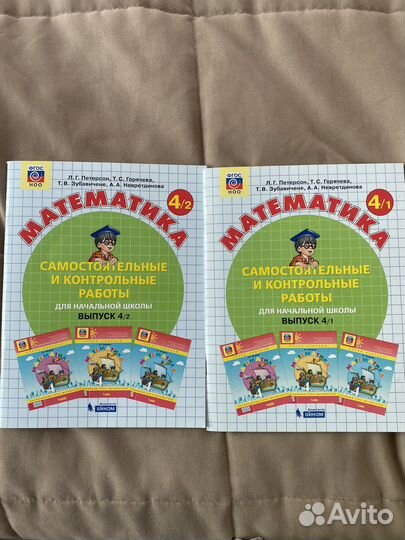 ФГОС
НОО
Л. Г. Петерсон, Т. С. Горячева,
Т. В. Зубавичене, А. А. Невретдинова
4/2
МАТЕМАТИКА
САМОСТОЯТЕЛЬНЫЕ
И КОНТРОЛЬНЫЕ
РАБОТЫ
ДЛЯ НАЧАЛЬНОЙ ШКОЛЫ
ВЫПУСК 4/2
БИНОМ
ФГОС
НОО
Л. Г. Петерсон, Т. С. Горячева,
Т. В. Зубавичене, А. А. Невретдинова
4/1
МАТЕМАТИКА
САМОСТОЯТЕЛЬНЫЕ
И КОНТРОЛЬНЫЕ
РАБОТЫ
ДЛЯ НАЧАЛЬНОЙ ШКОЛЫ
ВЫПУСК 4/1
БИНОМ
Avito